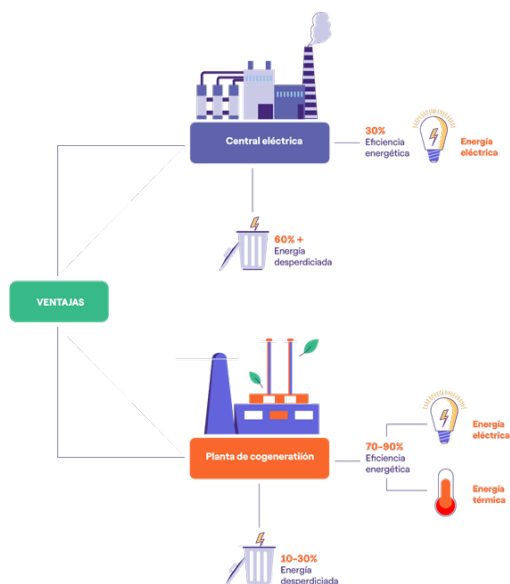 Central eléctrica
30%
Eficiencia
energética
Energía
eléctrica
60% +
Energía
desperdiciada
VENTAJAS
Planta de cogeneratiión
70-90%
Eficiencia
energética
Energía
eléctrica
Energía
térmica
10-30%
Energía
desperdiciada